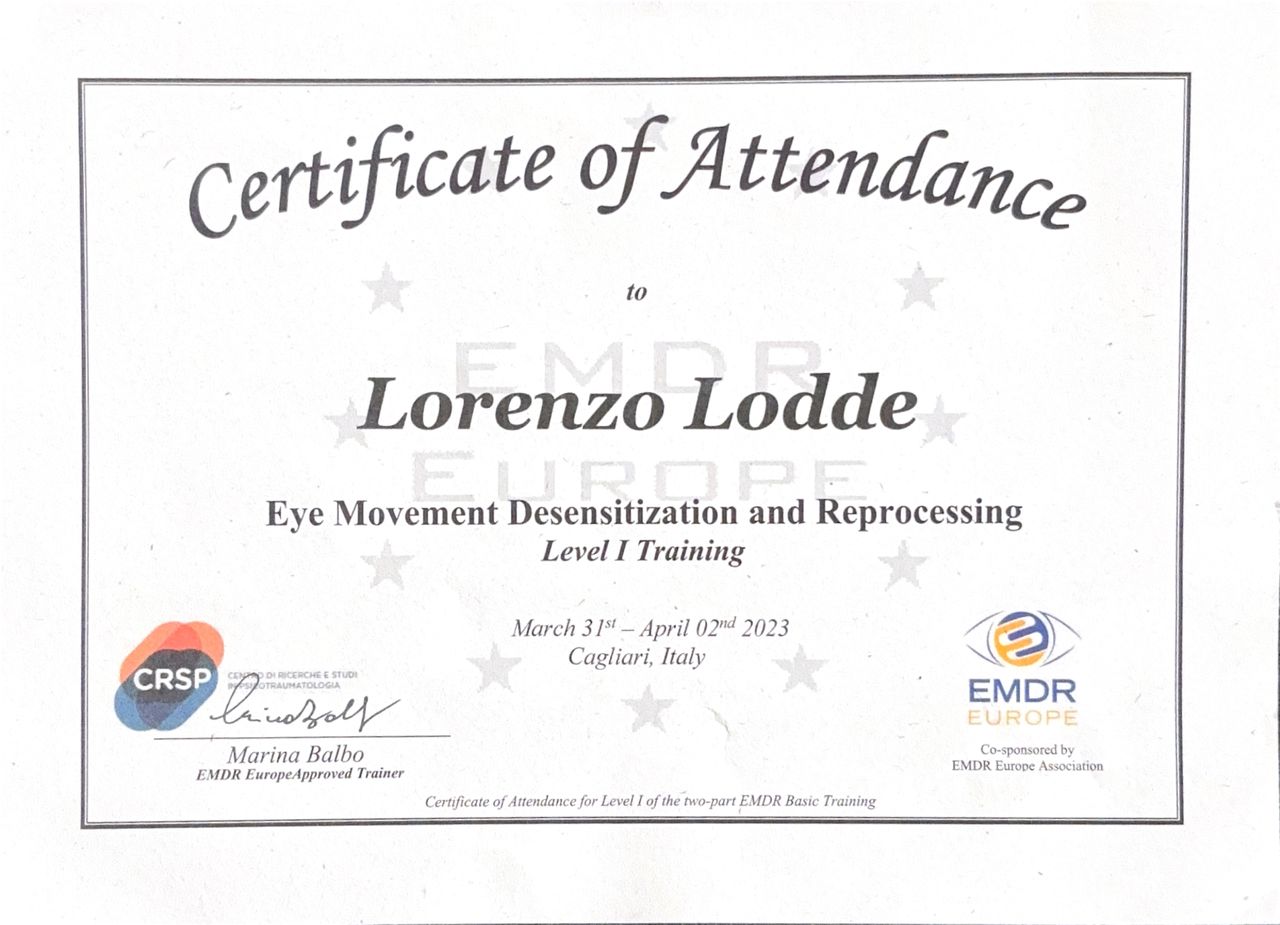 Certificate of Attendance
to
EMDR
Lorenzo Lodde
EUROPE
Eye Movement Desensitization and Reprocessing
Level I Training
March 31st – April 02nd 2023
Cagliari, Italy
CRSP
CENTRO DI RICERCHE E STUDI
IN PSICOTRAUMATOLOGIA
Marina Balbo
EMDR EuropeApproved Trainer
EMDR
EUROPE
Co-sponsored by
EMDR Europe Association
Certificate of Attendance for Level I of the two-part EMDR Basic Training